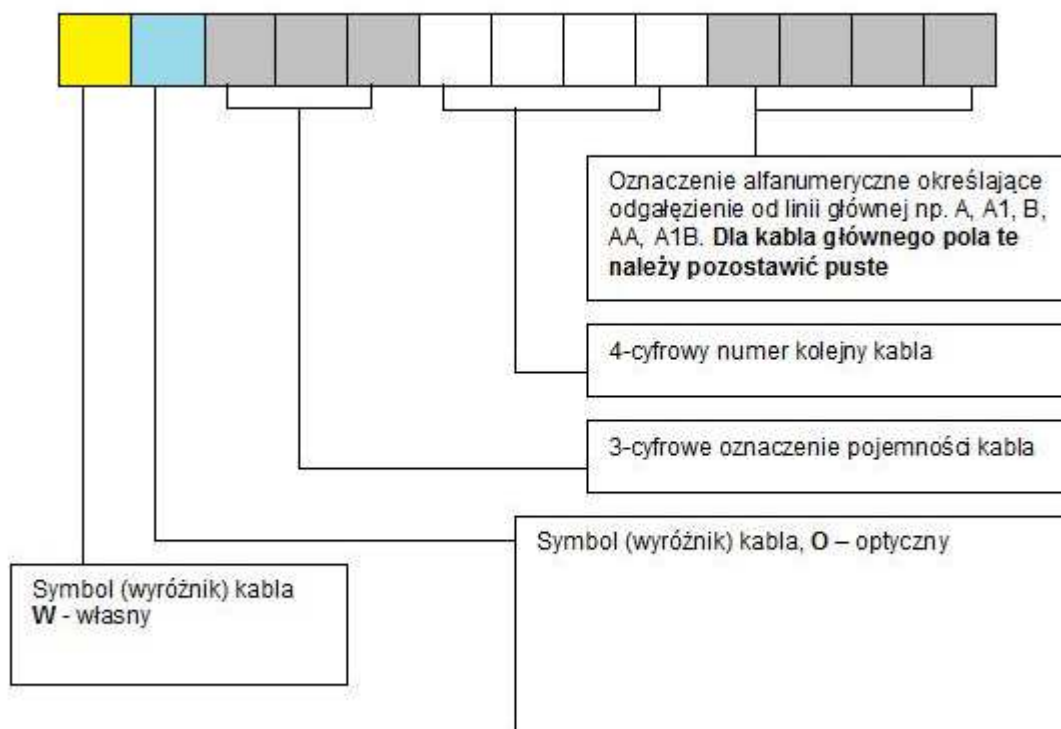 Oznaczenie alfanumeryczne określające
odgałęzienie od linii głównej np. A, A1, B,
AA, A1B. Dla kabla głównego pola te
należy pozostawić puste
4-cyfrowy numer kolejny kabla
3-cyfrowe oznaczenie pojemności kabla
Symbol (wyróżnik) kabla, O – optyczny
Symbol (wyróżnik) kabla
W - własny